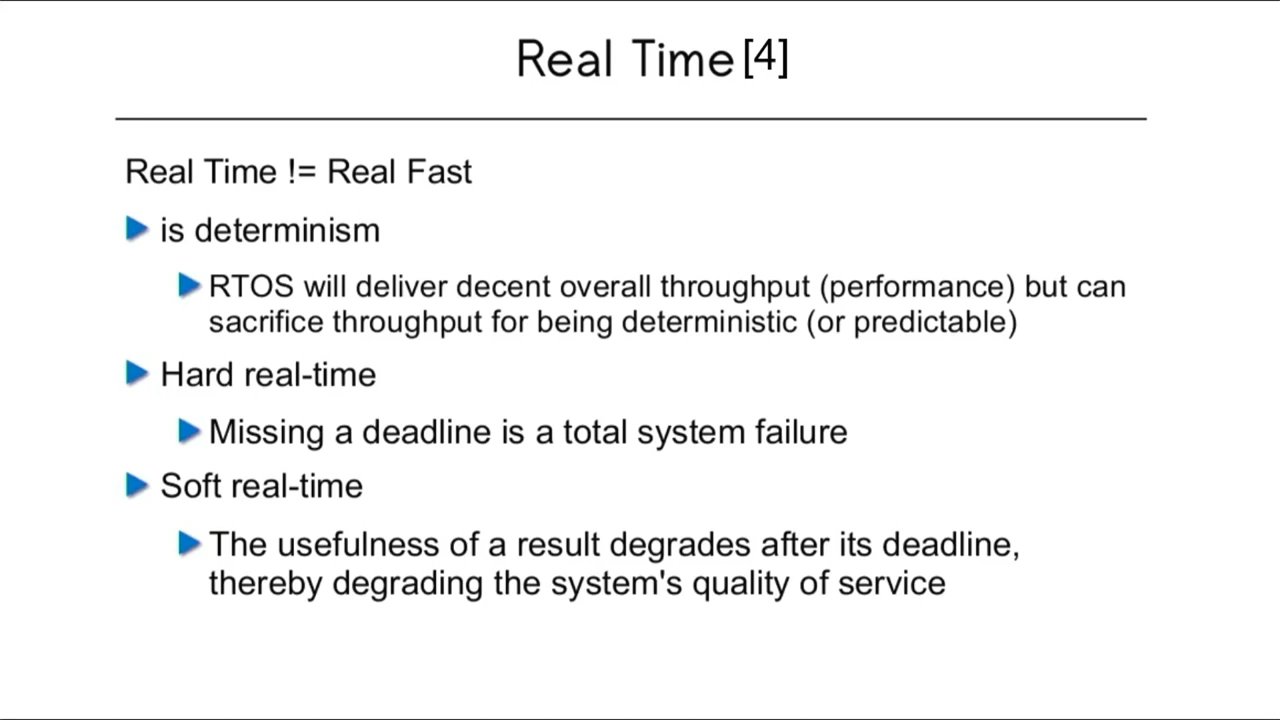 Real Time[4]
Real Time != Real Fast
is determinism
RTOS will deliver decent overall throughput (performance) but can
sacrifice throughput for being deterministic (or predictable)
Hard real-time
Missing a deadline is a total system failure
Soft real-time
The usefulness of a result degrades after its deadline,
thereby degrading the system's quality of service